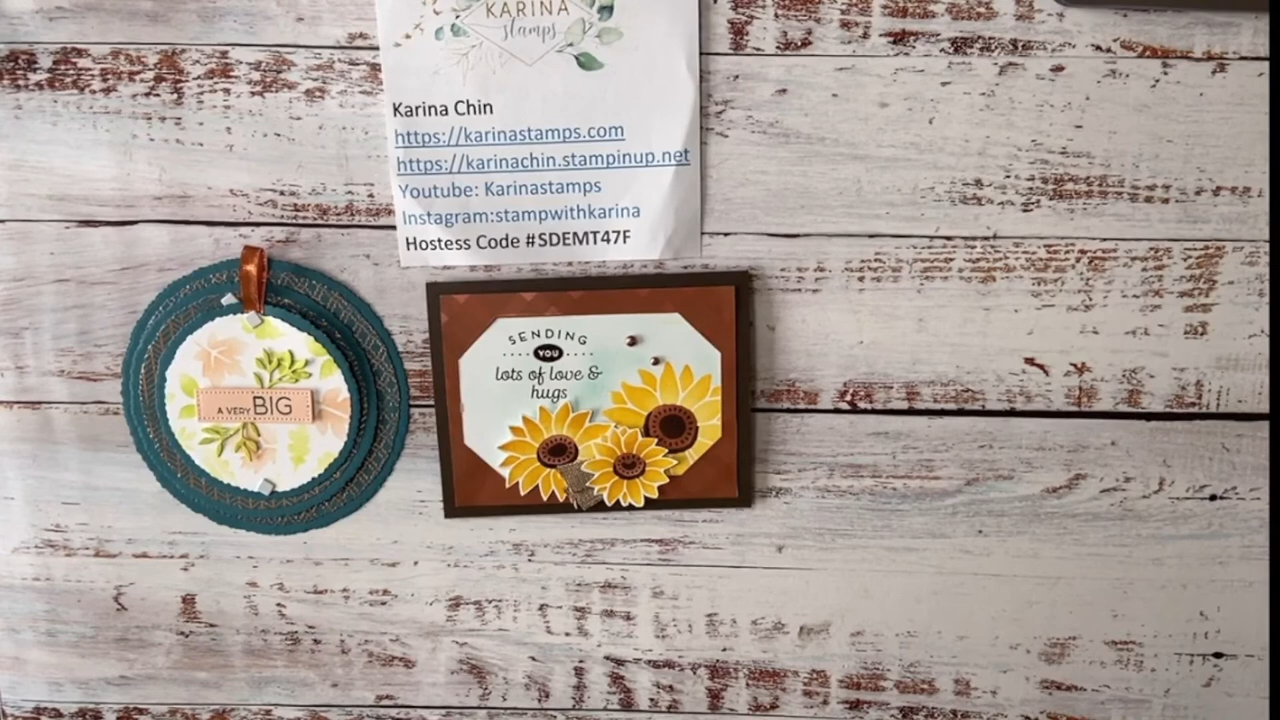 KARINA
stamps
Karina Chin
https://karinastamps.com
https://karinachin.stampinup.net
Youtube: Karinastamps
Instagram:stampwithkarina
Hostess Code #SDEMT47F
A VERY BIG
SENDING
YOU
lots of love &
hugs